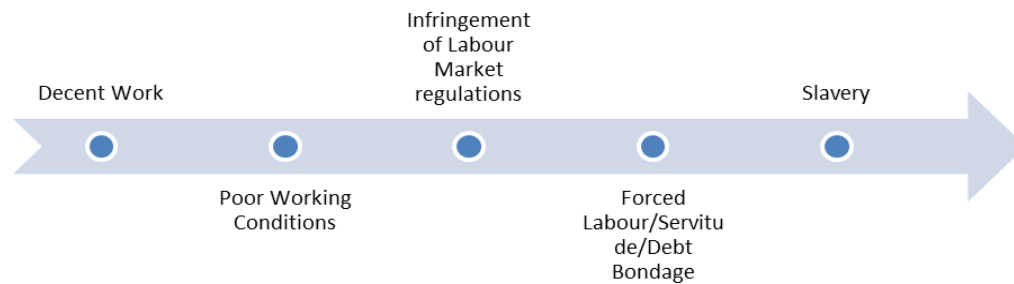 Decent Work
Poor Working
Conditions
Infringement
of Labour
Market
regulations
Forced
Labour/Servitu
de/Debt
Bondage
Slavery